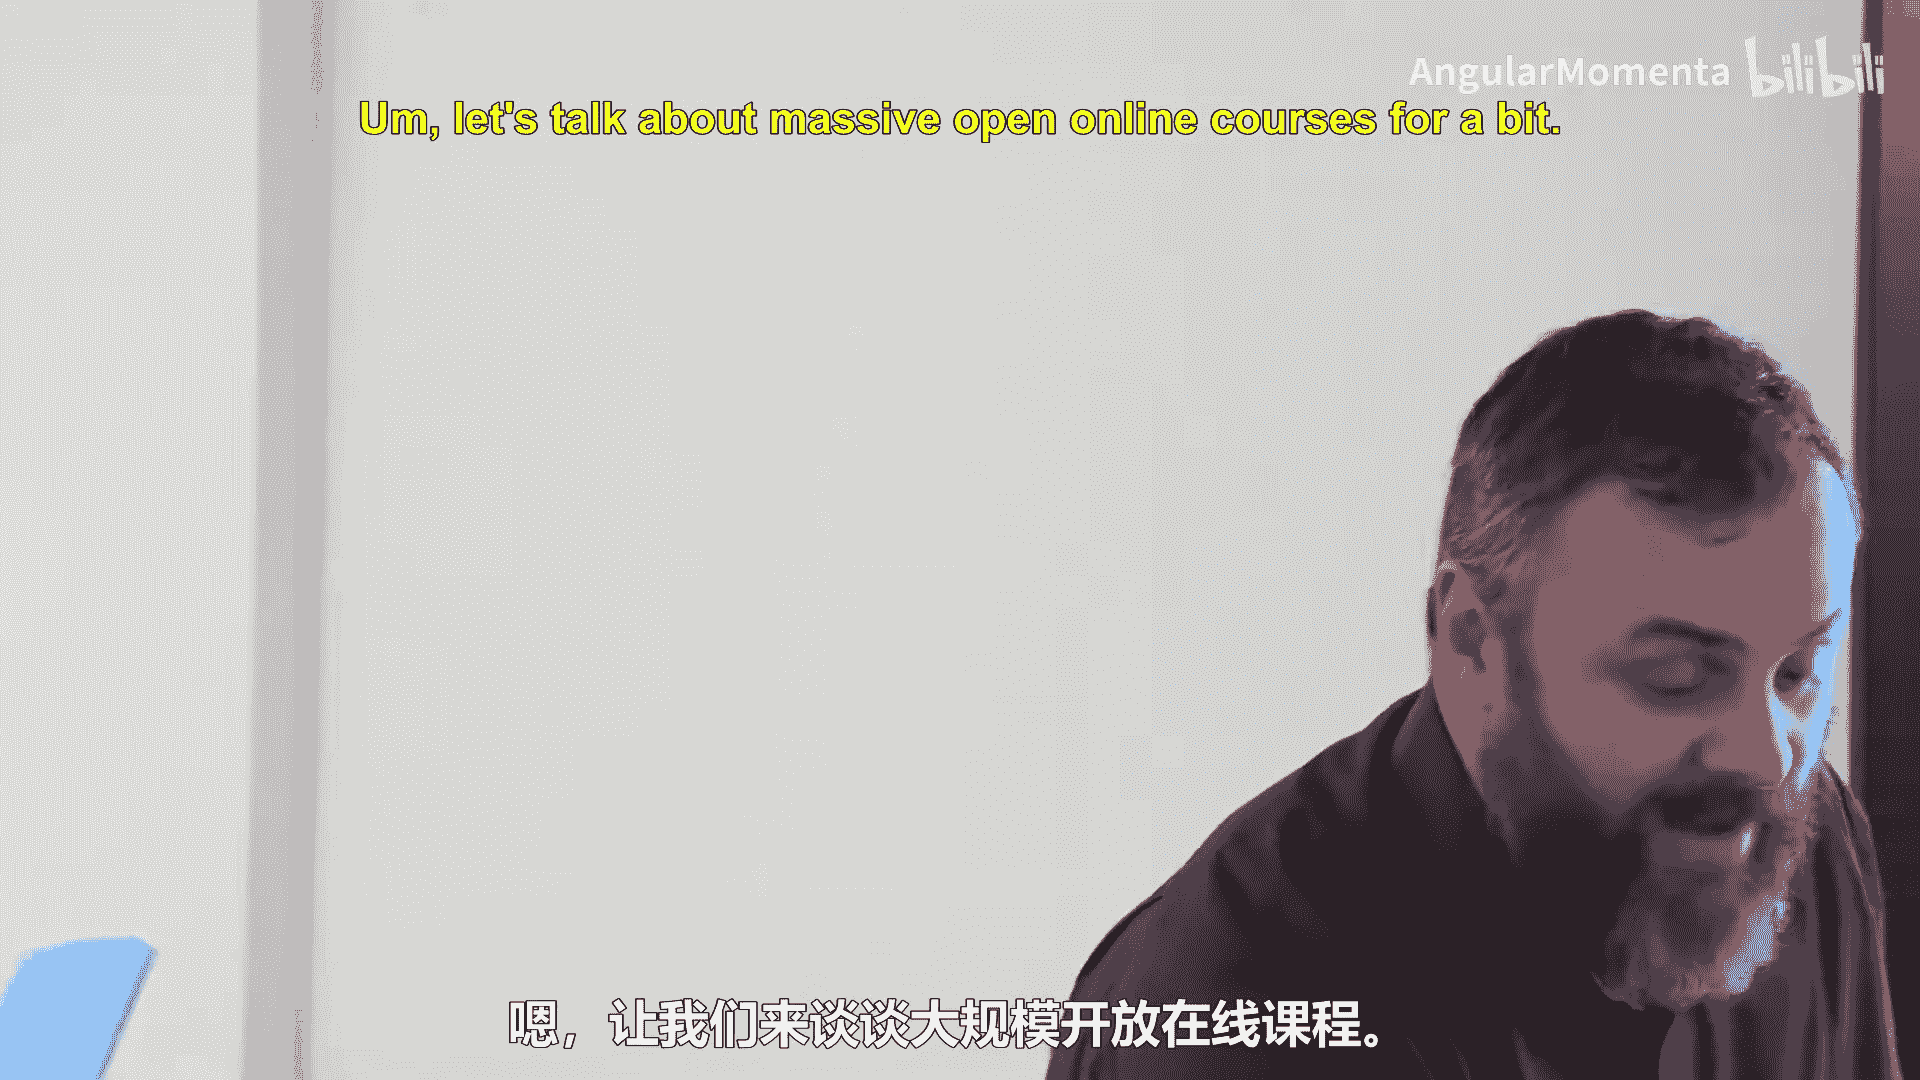 AngularMomenta bilibili
Um, let's talk about massive open online courses for a bit.
嗯，让我们来谈谈大规模开放在线课程。